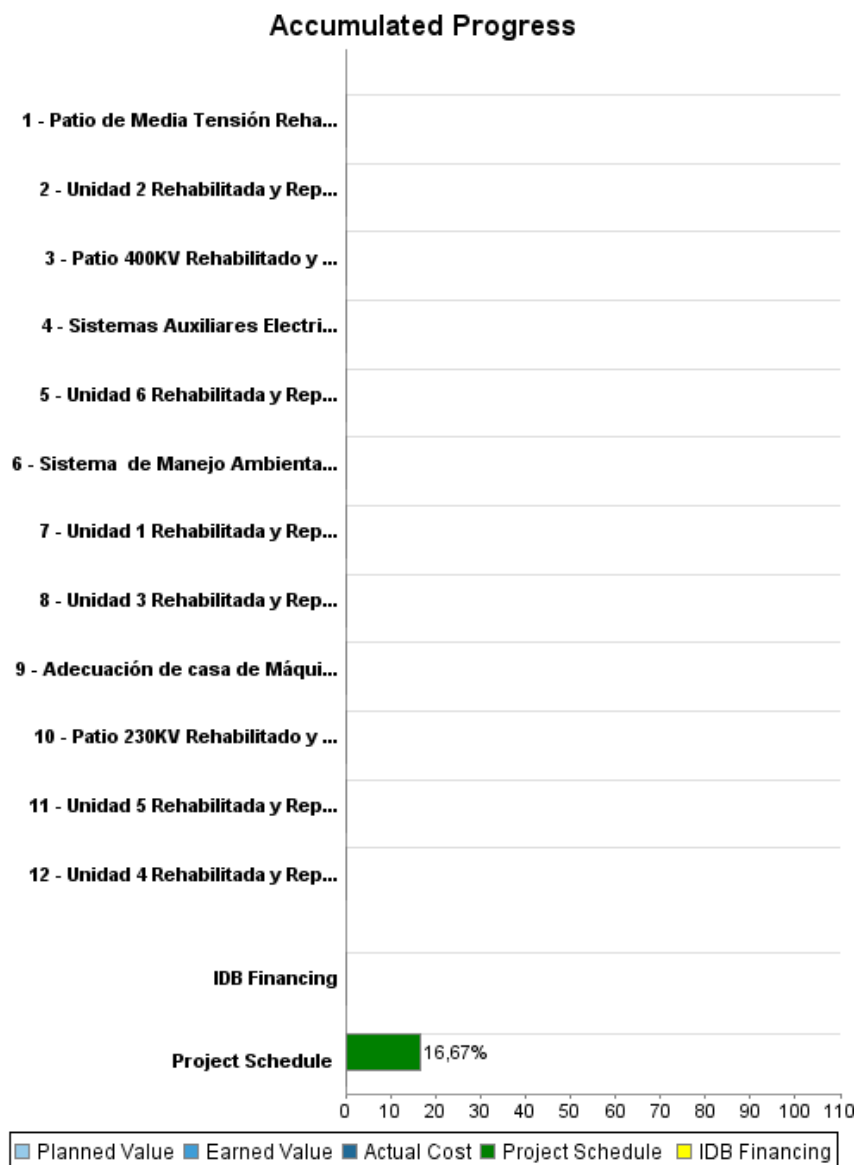 Accumulated Progress
1 - Patio de Media Tensión Reha...
2 - Unidad 2 Rehabilitada y Rep...
3 - Patio 400KV Rehabilitado y ...
4 - Sistemas Auxiliares Electri...
5 - Unidad 6 Rehabilitada y Rep...
6 - Sistema  de Manejo Ambienta...
7 - Unidad 1 Rehabilitada y Rep...
8 - Unidad 3 Rehabilitada y Rep...
9 - Adecuación de casa de Máqui...
10 - Patio 230KV Rehabilitado y ...
11 - Unidad 5 Rehabilitada y Rep...
12 - Unidad 4 Rehabilitada y Rep...
IDB Financing
Project Schedule 16,67%
0 10 20 30 40 50 60 70 80 90 100 110
Planned Value Earned Value Actual Cost Project Schedule IDB Financing